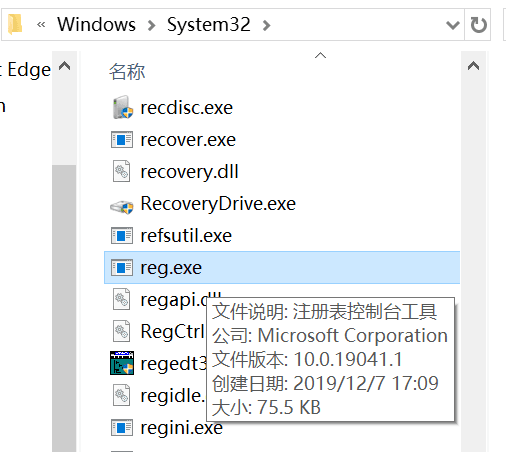 « Windows > System32 >
t Edge
名称
n
recdisc.exe
recover.exe
recovery.dll
RecoveryDrive.exe
refsutil.exe
reg.exe
regapi.dll
文件说明: 注册表控制台工具
RegCtrl
公司: Microsoft Corporation
regedt3
文件版本: 10.0.19041.1
创建日期: 2019/12/7 17:09
regidle.
大小: 75.5 KB
regini.exe